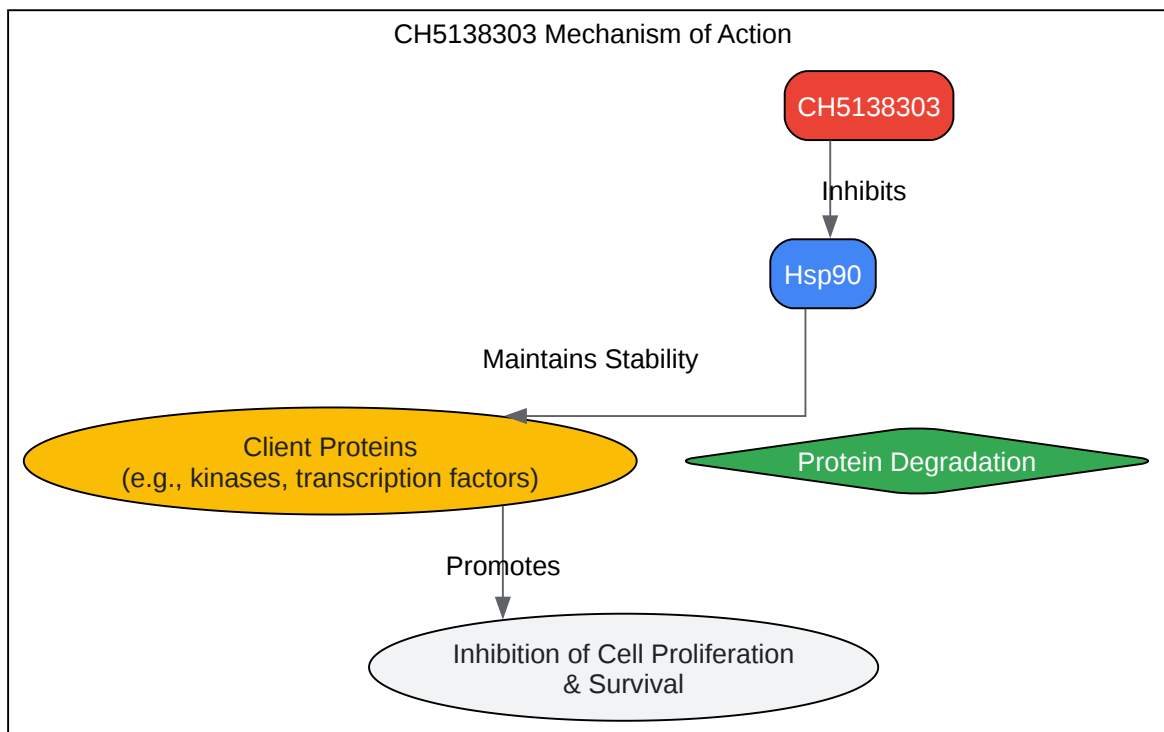 CH5138303 Mechanism of Action
CH5138303
Inhibits
Hsp90
Maintains Stability
Client Proteins
(e.g., kinases, transcription factors)
Protein Degradation
Promotes
Inhibition of Cell Proliferation
& Survival